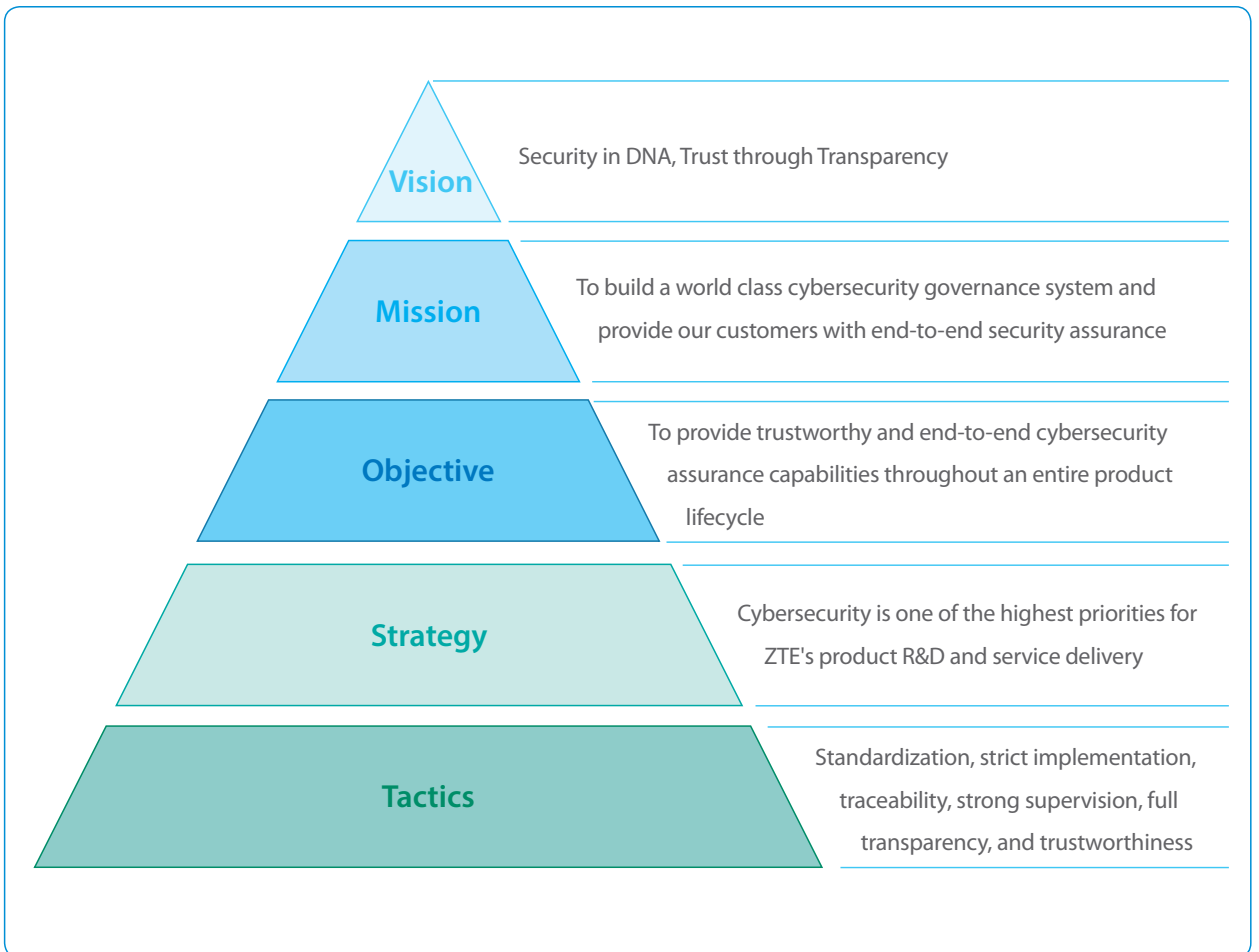 Vision
Security in DNA, Trust through Transparency
Mission
To build a world class cybersecurity governance system and
provide our customers with end-to-end security assurance
Objective
To provide trustworthy and end-to-end cybersecurity
assurance capabilities throughout an entire product
lifecycle
Strategy
Cybersecurity is one of the highest priorities for
ZTE's product R&D and service delivery
Tactics
Standardization, strict implementation,
traceability, strong supervision, full
transparency, and trustworthiness